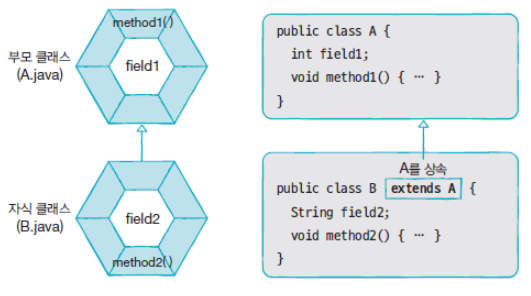 method1( )
부모 클래스
(A.java)
field1
public class A {
int field1;
void method1() { … }
}
A를 상속
자식 클래스
(B.java)
field2
method2( )
public class B extends A {
String field2;
void method2() { … }
}